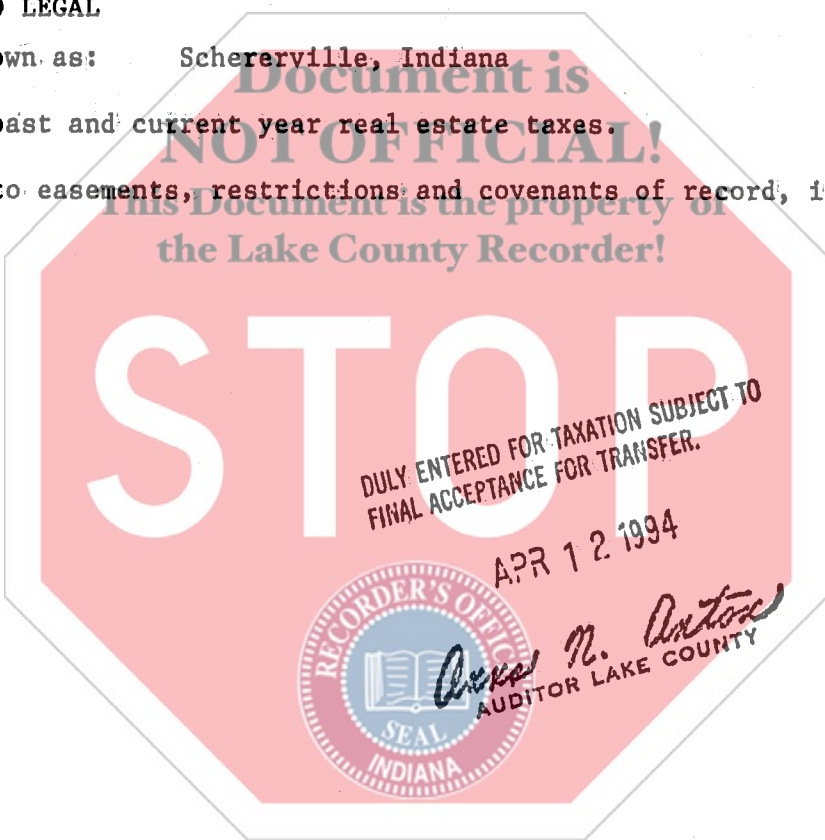 ) LEGAL
own as: Schererville, Indiana
Document is
past and current year real estate taxes.
NOT OFFICIAL!
to easements, restrictions and covenants of record, i
This Document is the property of
the Lake County Recorder!
STOP
DULY ENTERED FOR TAXATION SUBJECT TO
FINAL ACCEPTANCE FOR TRANSFER.
APR 12 1994
N. Anton
AUDITOR LAKE COUNTY
RECORDER'S OFFICE
SEAL
INDIANA